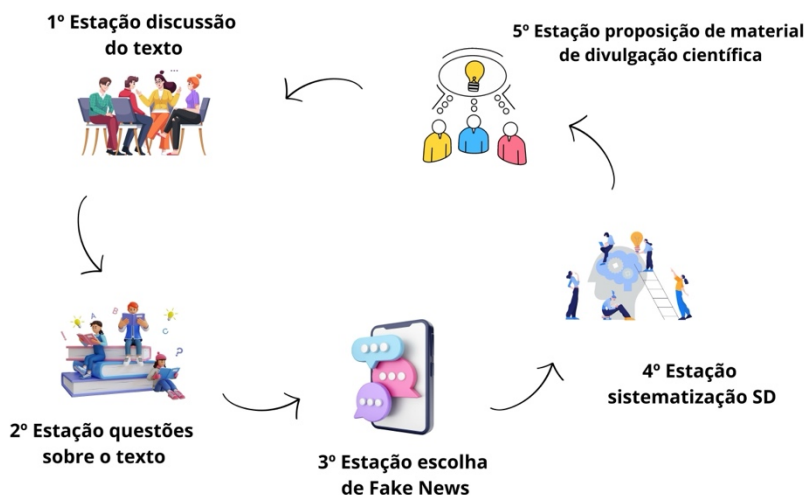 1º Estação discussão
do texto
2º Estação questões
sobre o texto
3º Estação escolha
de Fake News
4º Estação
sistematização SD
5º Estação proposição de material
de divulgação científica